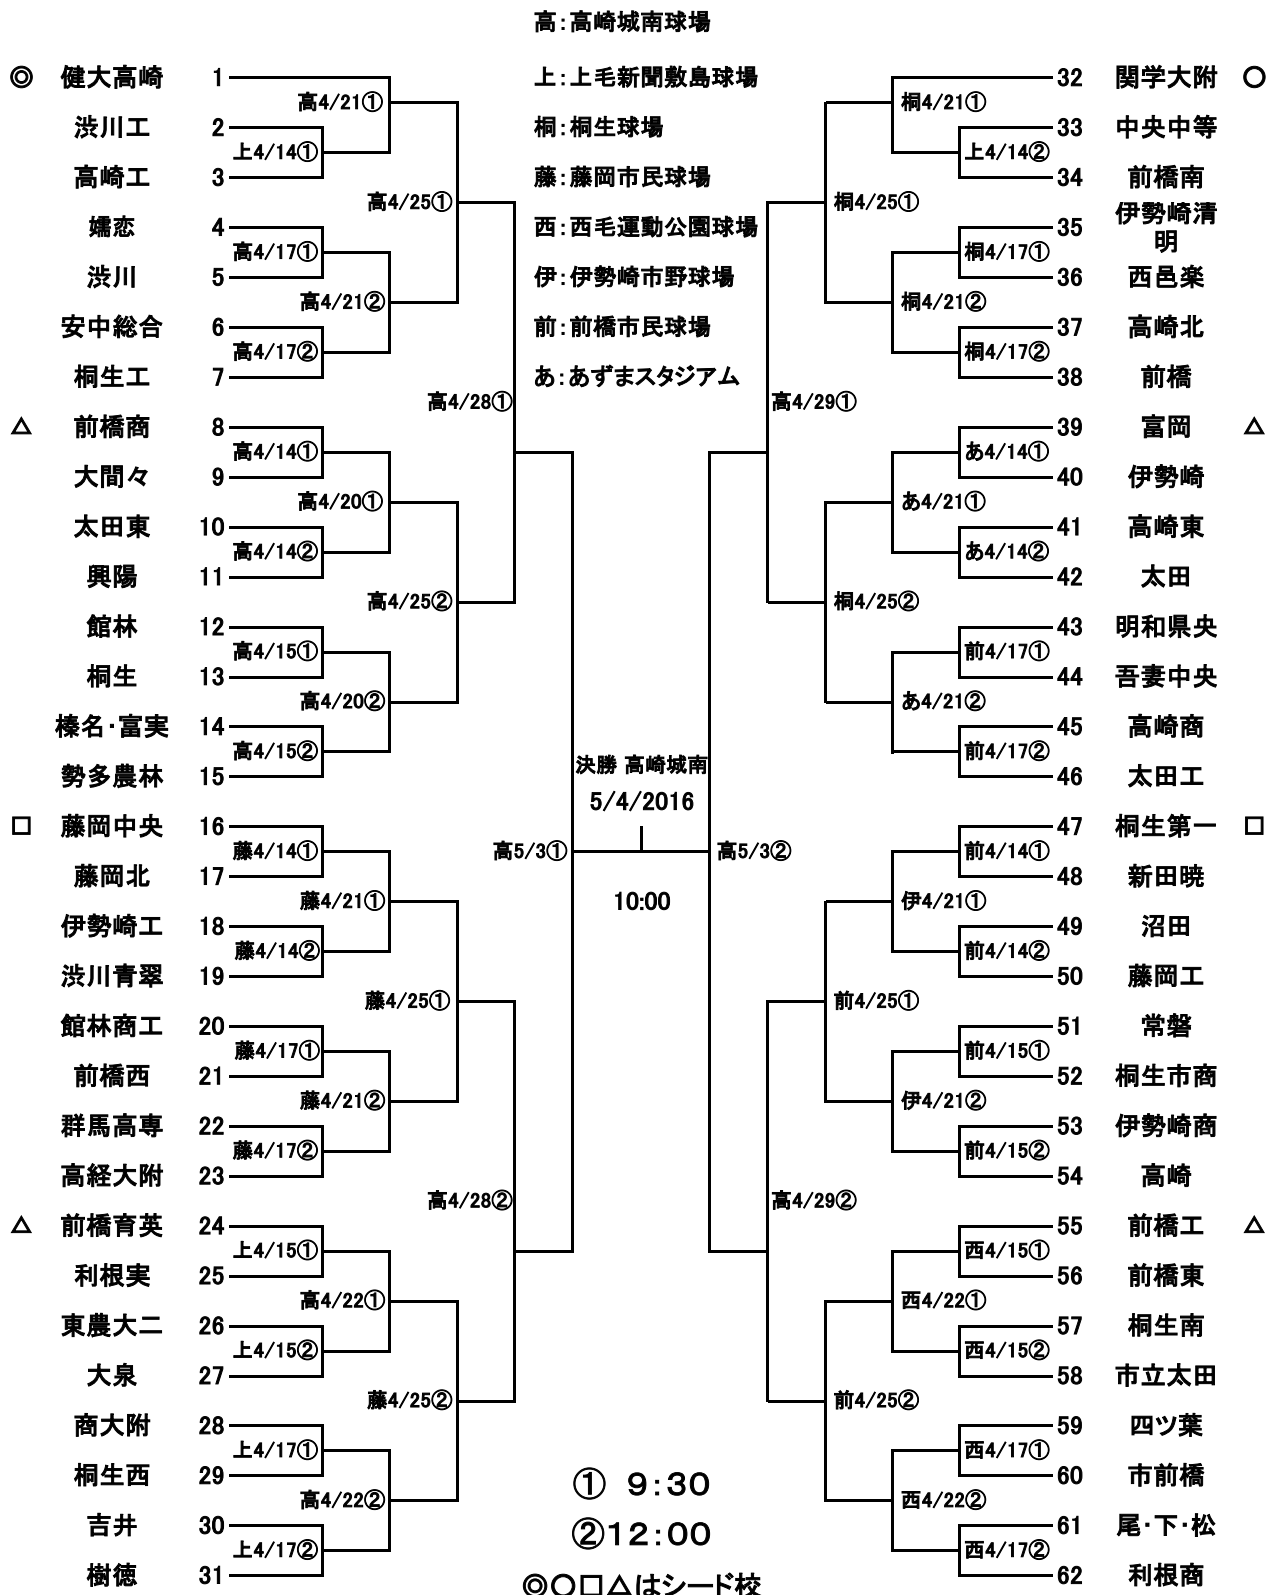 高：高崎城南球場
◎ 健大高崎 1
上：上毛新聞敷島球場
32 関学大附 ○
高4/21①
桐4/21①
渋川工 2
桐：桐生球場
33 中央中等
上4/14①
上4/14②
高崎工 3
藤：藤岡市民球場
34 前橋南
高4/25①
桐4/25①
嬬恋 4
西：西毛運動公園球場
35 伊勢崎清
明
高4/17①
桐4/17①
渋川 5
伊：伊勢崎市野球場
36 西邑楽
高4/21②
桐4/21②
安中総合 6
前：前橋市民球場
37 高崎北
高4/17②
桐4/17②
桐生工 7
あ：あずまスタジアム
38 前橋
高4/28①
高4/29①
△ 前橋商 8
39 富岡 △
高4/14①
あ4/14①
大間々 9
40 伊勢崎
高4/20①
あ4/21①
太田東 10
41 高崎東
高4/14②
あ4/14②
興陽 11
42 太田
高4/25②
桐4/25②
館林 12
43 明和県央
高4/15①
前4/17①
桐生 13
44 吾妻中央
高4/20②
あ4/21②
榛名・富実 14
45 高崎商
高4/15②
前4/17②
勢多農林 15
決勝 高崎城南
46 太田工
5/4/2016
□ 藤岡中央 16
47 桐生第一 □
藤4/14①
高5/3①
高5/3②
前4/14①
藤岡北 17
48 新田暁
藤4/21①
10:00
伊4/21①
伊勢崎工 18
49 沼田
藤4/14②
前4/14②
渋川青翠 19
50 藤岡工
藤4/25①
前4/25①
館林商工 20
51 常磐
藤4/17①
前4/15①
前橋西 21
52 桐生市商
藤4/21②
伊4/21②
群馬高専 22
53 伊勢崎商
藤4/17②
前4/15②
高経大附 23
54 高崎
高4/28②
高4/29②
△ 前橋育英 24
55 前橋工 △
上4/15①
西4/15①
利根実 25
56 前橋東
高4/22①
西4/22①
東農大二 26
57 桐生南
上4/15②
西4/15②
大泉 27
58 市立太田
藤4/25②
前4/25②
商大附 28
59 四ツ葉
上4/17①
西4/17①
桐生西 29
① 9:30
60 市前橋
高4/22②
西4/22②
吉井 30
②12:00
61 尾・下・松
上4/17②
西4/17②
樹徳 31
◎○□△はシード校
62 利根商